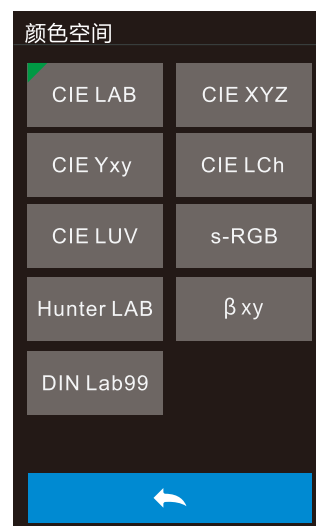 颜色空间
CIE LAB
CIE XYZ
CIE Yxy
CIE LCh
CIE LUV
s-RGB
Hunter LAB
β xy
DIN Lab99